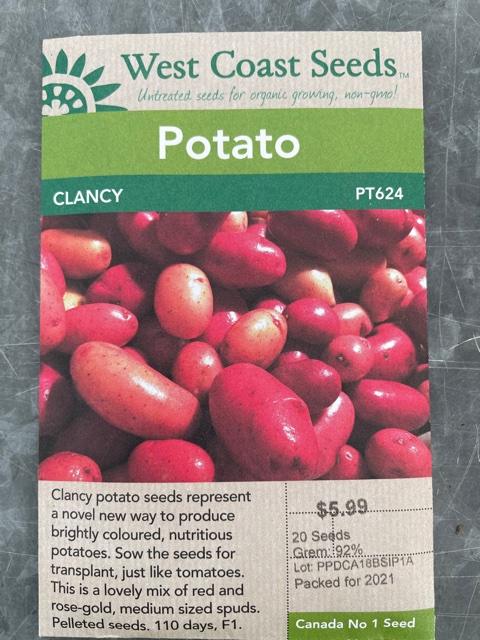 West Coast Seeds™
Untreated seeds for organic growing, non-gmo!
Potato
CLANCY PT624
Clancy potato seeds represent
a novel new way to produce
brightly coloured, nutritious
potatoes. Sow the seeds for
transplant, just like tomatoes.
This is a lovely mix of red and
rose-gold, medium sized spuds.
Pelleted seeds. 110 days, F1.
$5.99
20 Seeds
Germ: 92%
Lot: PPDCA18BSIP1A
Packed for 2021
Canada No 1 Seed